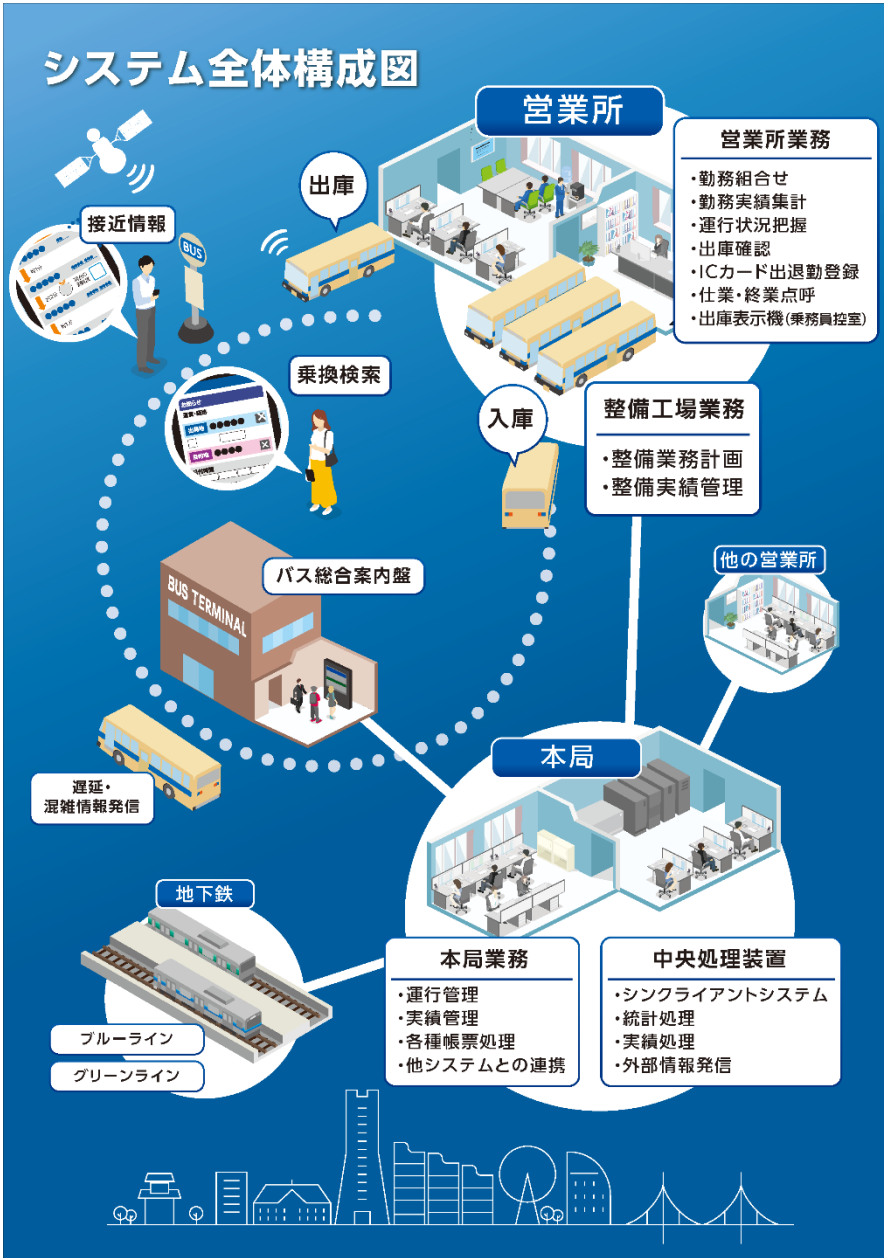 システム全体構成図
営業所
営業所業務
・勤務組合せ
・勤務実績集計
・運行状況把握
・出庫確認
・ICカード出退勤登録
・仕業・終業点呼
・出庫表示機(乗務員控室)
出庫
接近情報
BUS
乗換検索
お知らせ
入庫
整備工場業務
・整備業務計画
・整備実績管理
他の営業所
バス総合案内盤
BUS TERMINAL
本局
遅延・
混雑情報発信
地下鉄
ブルーライン
グリーンライン
本局業務
・運行管理
・実績管理
・各種帳票処理
・他システムとの連携
中央処理装置
・シンクライアントシステム
・統計処理
・実績処理
・外部情報発信